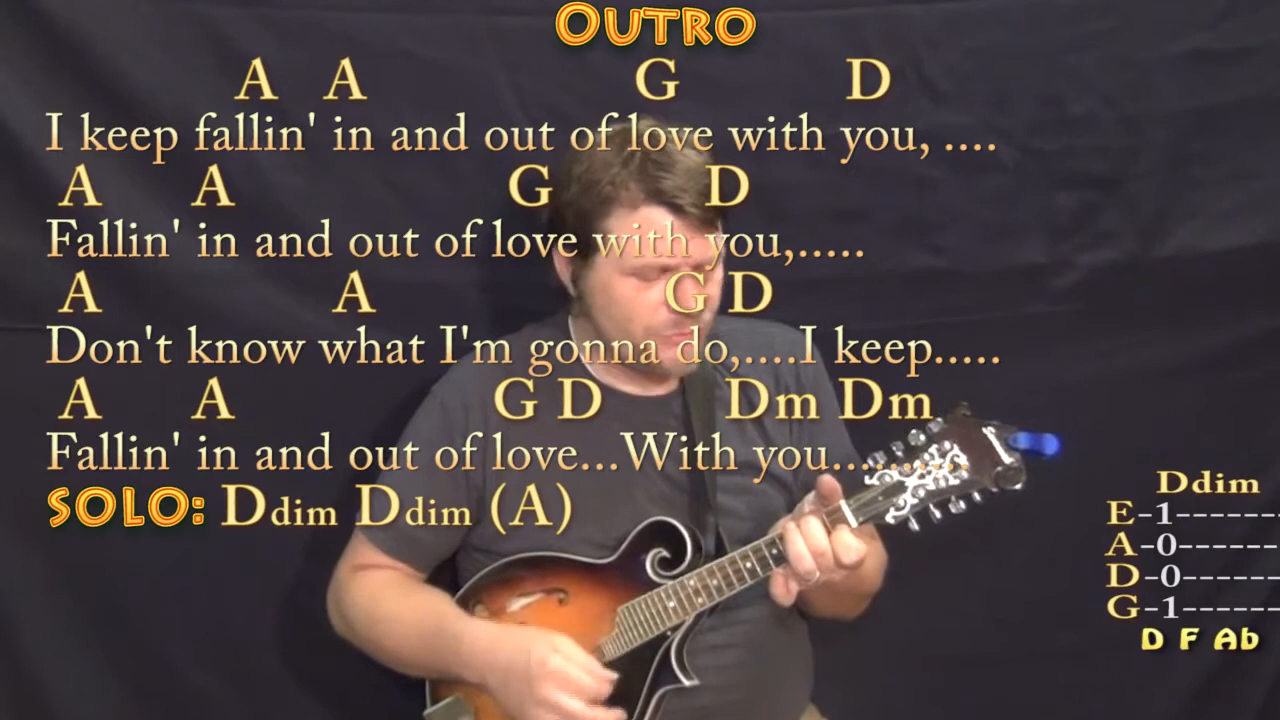 OUTRO
A A G D
I keep fallin' in and out of love with you, ....
A A G D
Fallin' in and out of love with you,.....
A A G D
Don't know what I'm gonna do,....I keep.....
A A G D Dm Dm
Fallin' in and out of love...With you..........
SOLO: Ddim Ddim (A)
Ddim
E-1------
A-0------
D-0------
G-1------
D F Ab